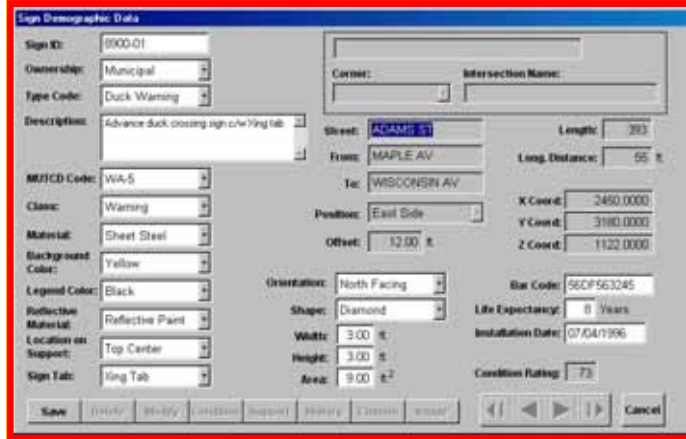 Sign Demographic Data
Sign ID: 8900-01
Ownership: Municipal
Type Code: Duck Warning
Description: Advance duck crossing sign c/w Xing tab
MUTCD Code: WA-5
Class: Warning
Material: Sheet Steel
Background Color: Yellow
Legend Color: Black
Reflective Material: Reflective Paint
Location on Support: Top Center
Sign Tab: Xing Tab
Corner:
Intersection Name:
Street: ADAMS ST
From: MAPLE AV
To: WISCONSIN AV
Position: East Side
Offset: 12.00 ft.
Length: 393
Long. Distance: 55 ft.
X Coord: 2450.0000
Y Coord: 3180.0000
Z Coord: 1122.0000
Orientation: North Facing
Shape: Diamond
Width: 3.00 ft.
Height: 3.00 ft.
Area: 9.00 ft.2
Bar Code: 56DF563245
Life Expectancy: 8 Years
Installation Date: 07/04/1996
Condition Rating: 73
Save Delete Modify Condition Support History Custom
Cancel